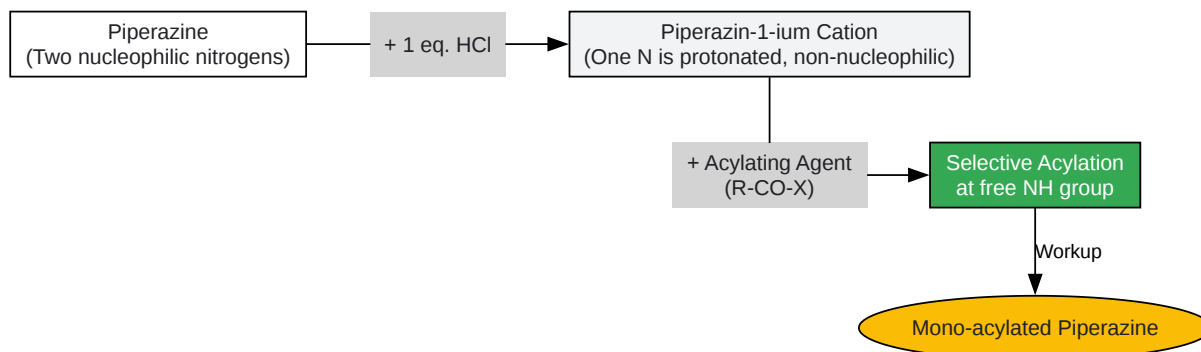 Piperazine
(Two nucleophilic nitrogens)
+ 1 eq. HCl
Piperazin-1-ium Cation
(One N is protonated, non-nucleophilic)
+ Acylating Agent
(R-CO-X)
Selective Acylation
at free NH group
Workup
Mono-acylated Piperazine